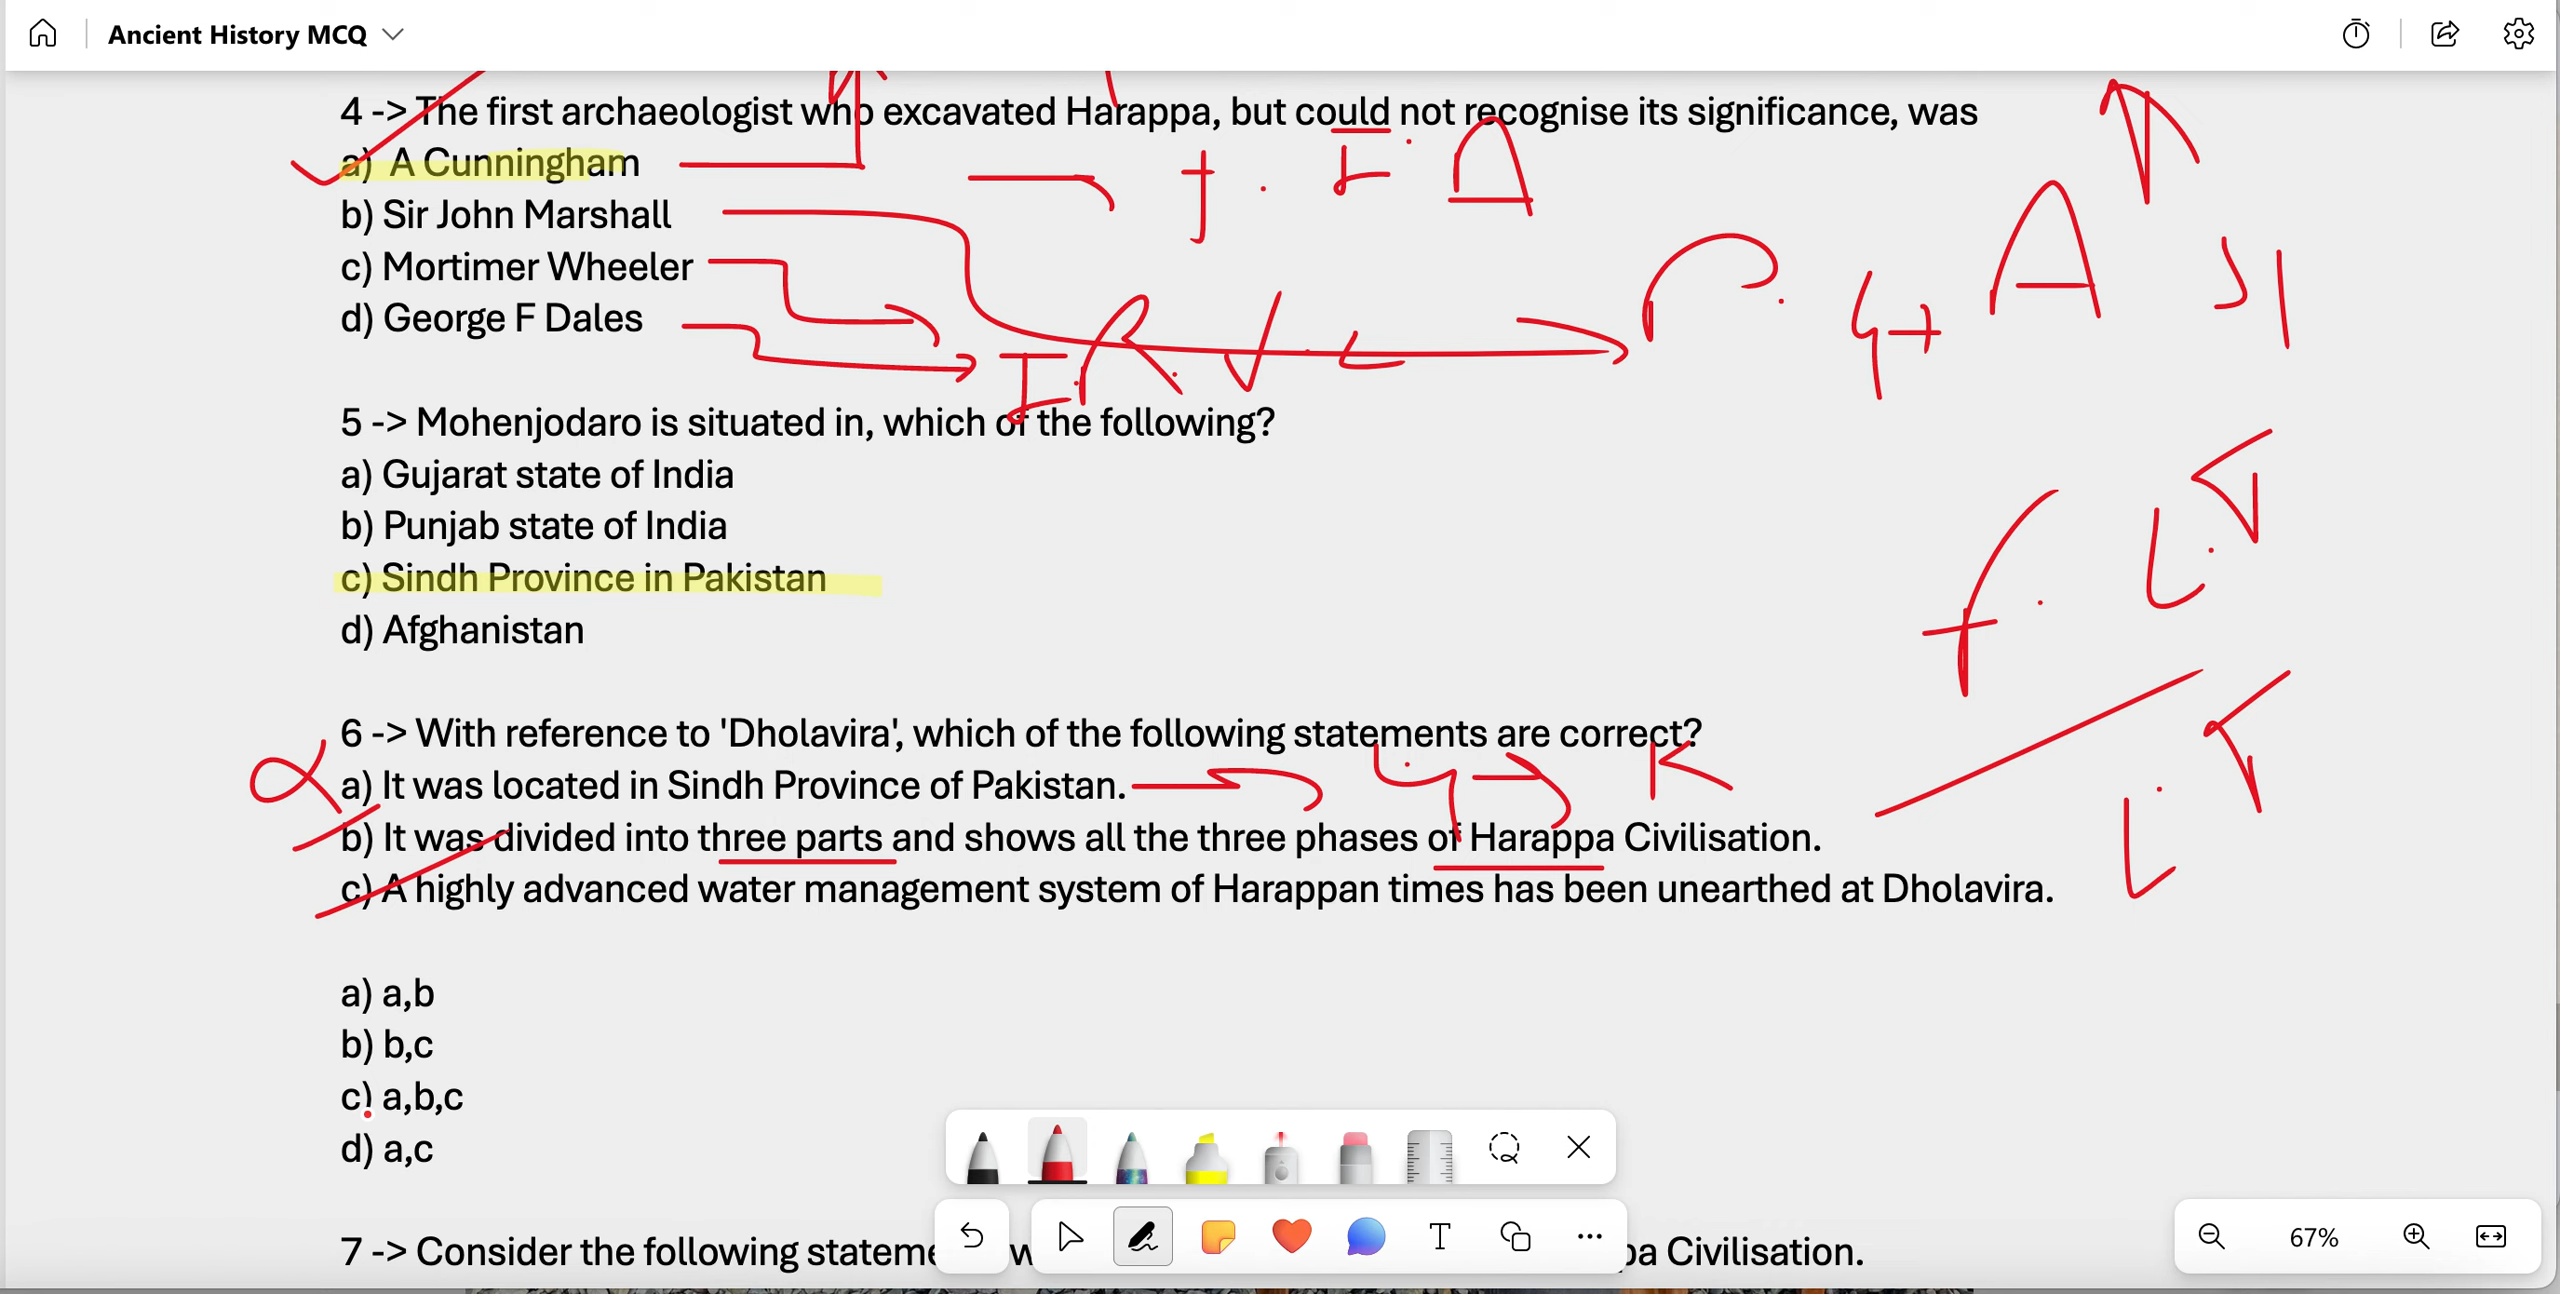 Ancient History MCQ
4 -> The first archaeologist who excavated Harappa, but could not recognise its significance, was
a) A Cunningham
b) Sir John Marshall
c) Mortimer Wheeler
d) George F Dales
5 -> Mohenjodaro is situated in, which of the following?
a) Gujarat state of India
b) Punjab state of India
c) Sindh Province in Pakistan
d) Afghanistan
6 -> With reference to 'Dholavira', which of the following statements are correct?
a) It was located in Sindh Province of Pakistan.
b) It was divided into three parts and shows all the three phases of Harappa Civilisation.
c) A highly advanced water management system of Harappan times has been unearthed at Dholavira.
a) a,b
b) b,c
c) a,b,c
d) a,c
7 -> Consider the following Civilisation.
67%